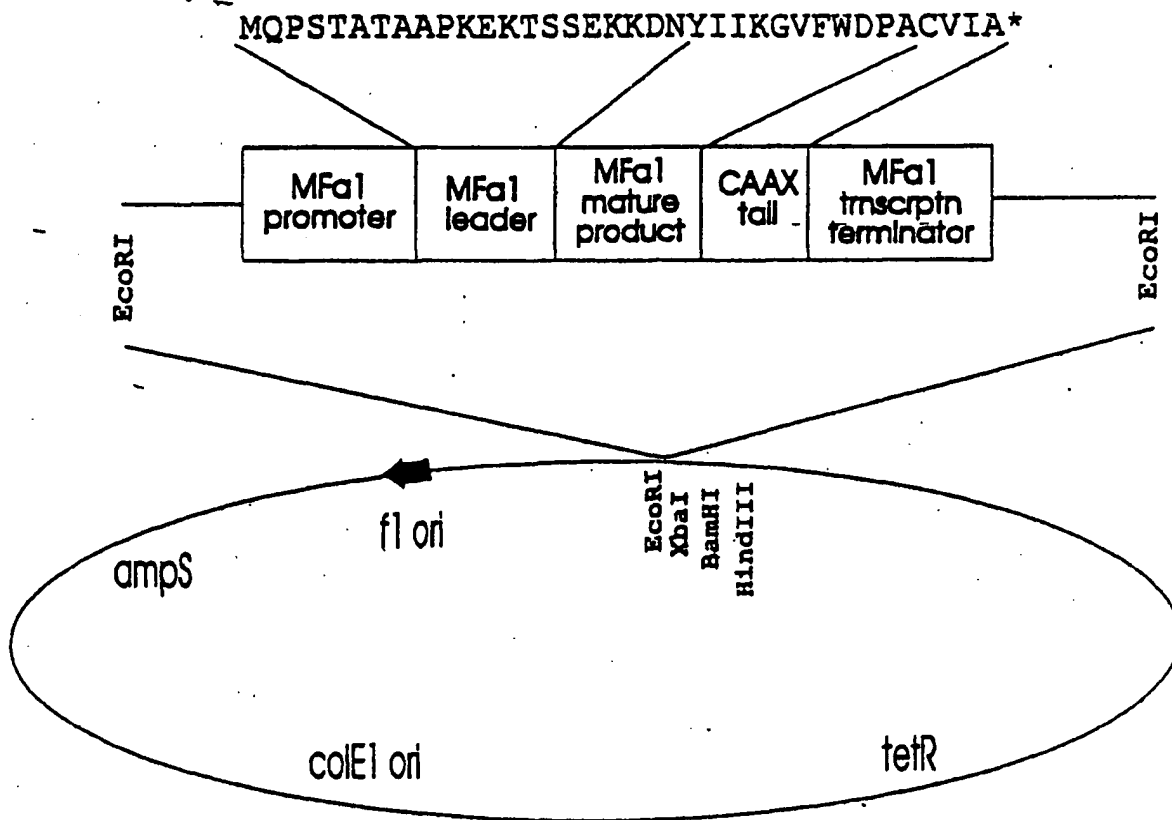 MQPSTATAAPKEKTSSEKKDNYIIKGVFWDPACVIA*
MFa1
promoter
MFa1
leader
MFa1
mature
product
CAAX
tail
MFa1
trnscrptn
terminator
EcoRI
EcoRI
EcoRI
XbaI
BamHI
HindIII
f1 ori
ampS
colE1 ori
tetR